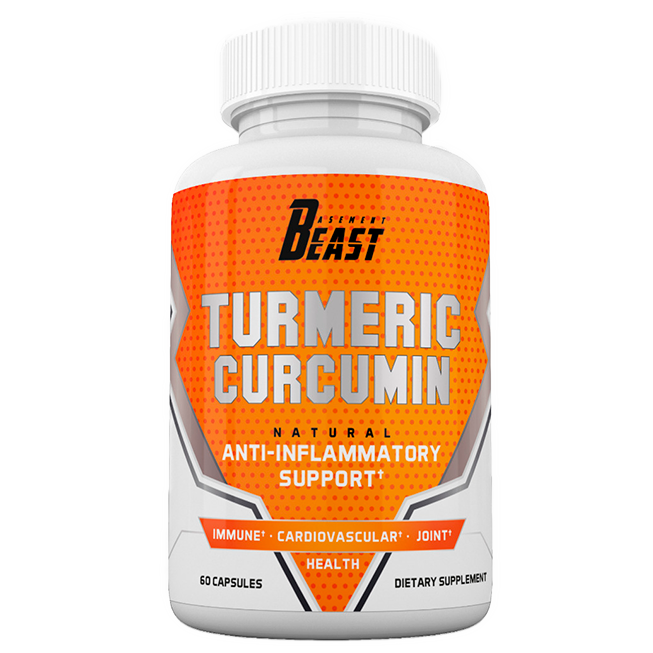 BASEMENT
BEAST
TURMERIC
CURCUMIN
NATURAL
ANTI-INFLAMMATORY
SUPPORT†
IMMUNE† · CARDIOVASCULAR† · JOINT†
HEALTH
60 CAPSULES
DIETARY SUPPLEMENT